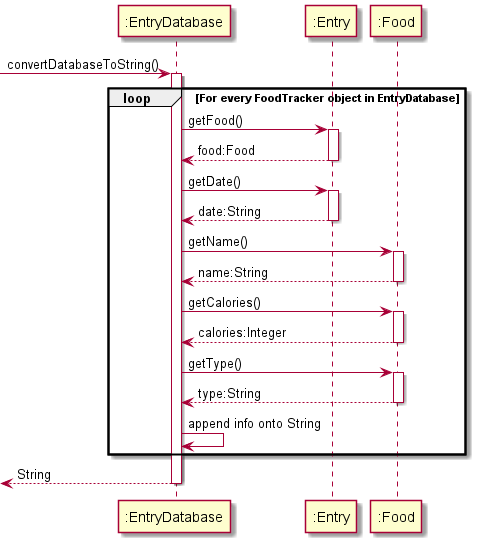 :EntryDatabase :Entry :Food
convertDatabaseToString()
loop [For every FoodTracker object in EntryDatabase]
getFood()
food:Food
getDate()
date:String
getName()
name:String
getCalories()
calories:Integer
getType()
type:String
append info onto String
String
:EntryDatabase :Entry :Food